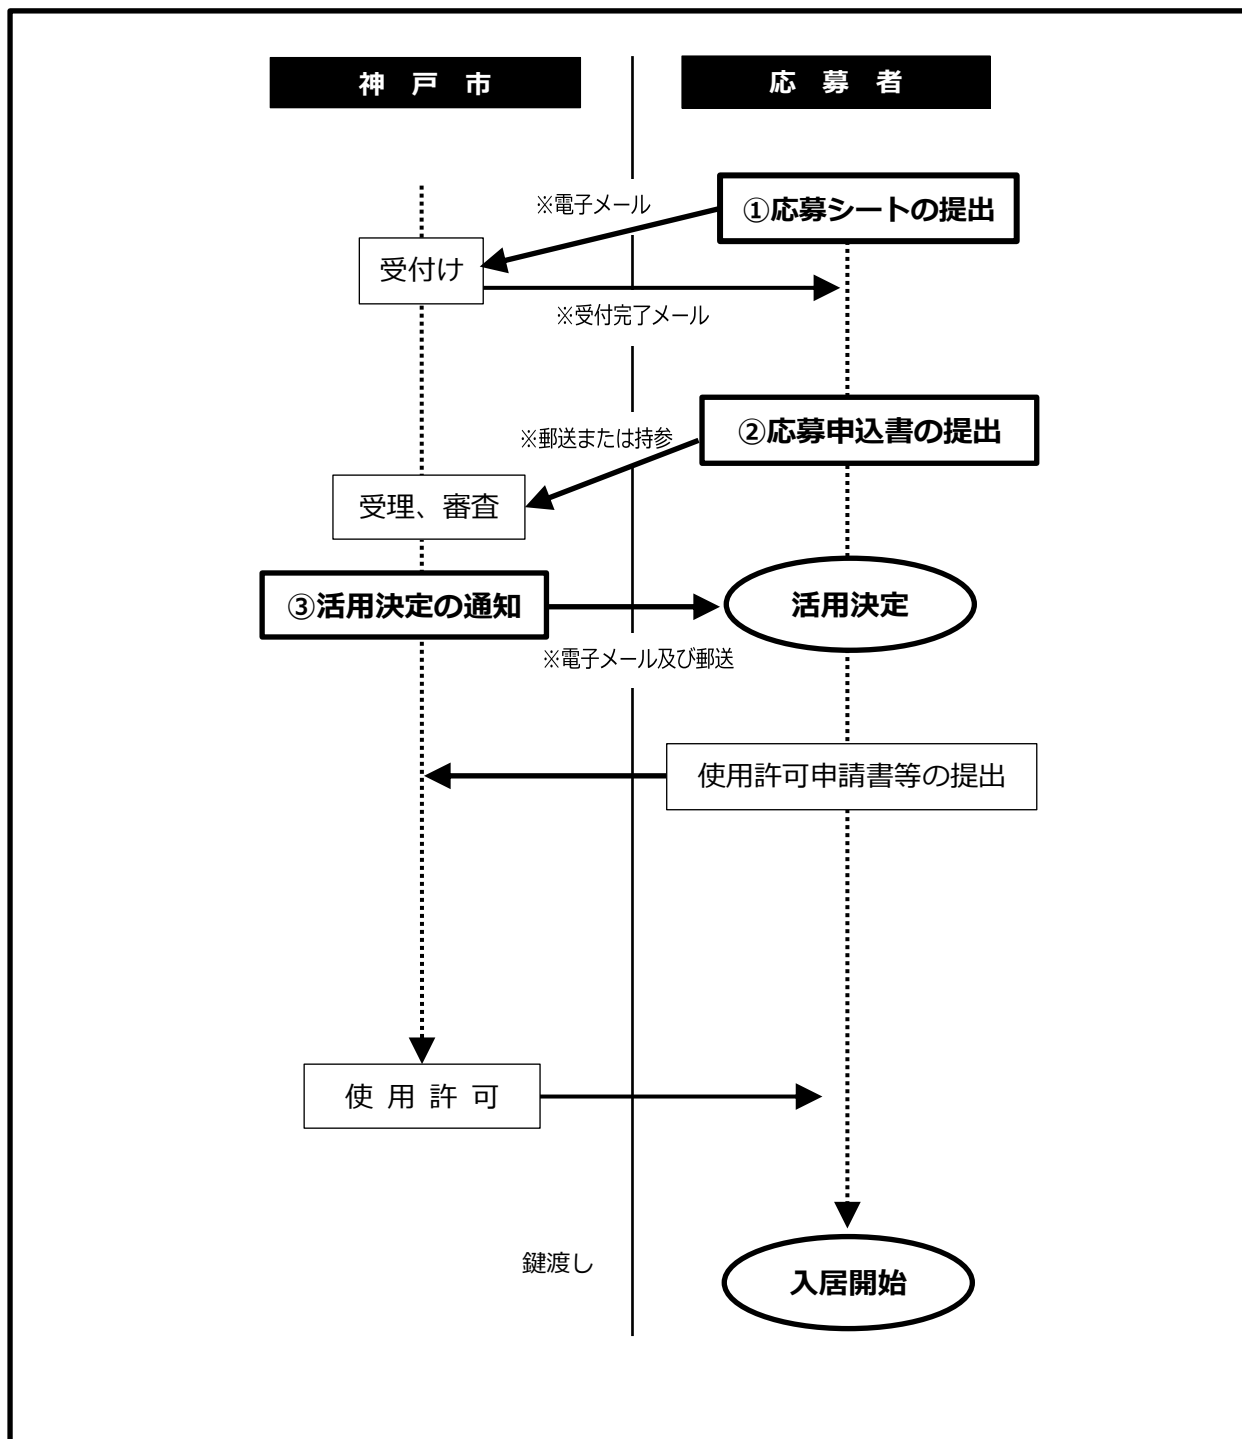 神 戸 市
応 募 者
①応募シートの提出
※電子メール
受付け
※受付完了メール
②応募申込書の提出
※郵送または持参
受理、審査
③活用決定の通知
活用決定
※電子メール及び郵送
使用許可申請書等の提出
使 用 許 可
鍵渡し
入居開始